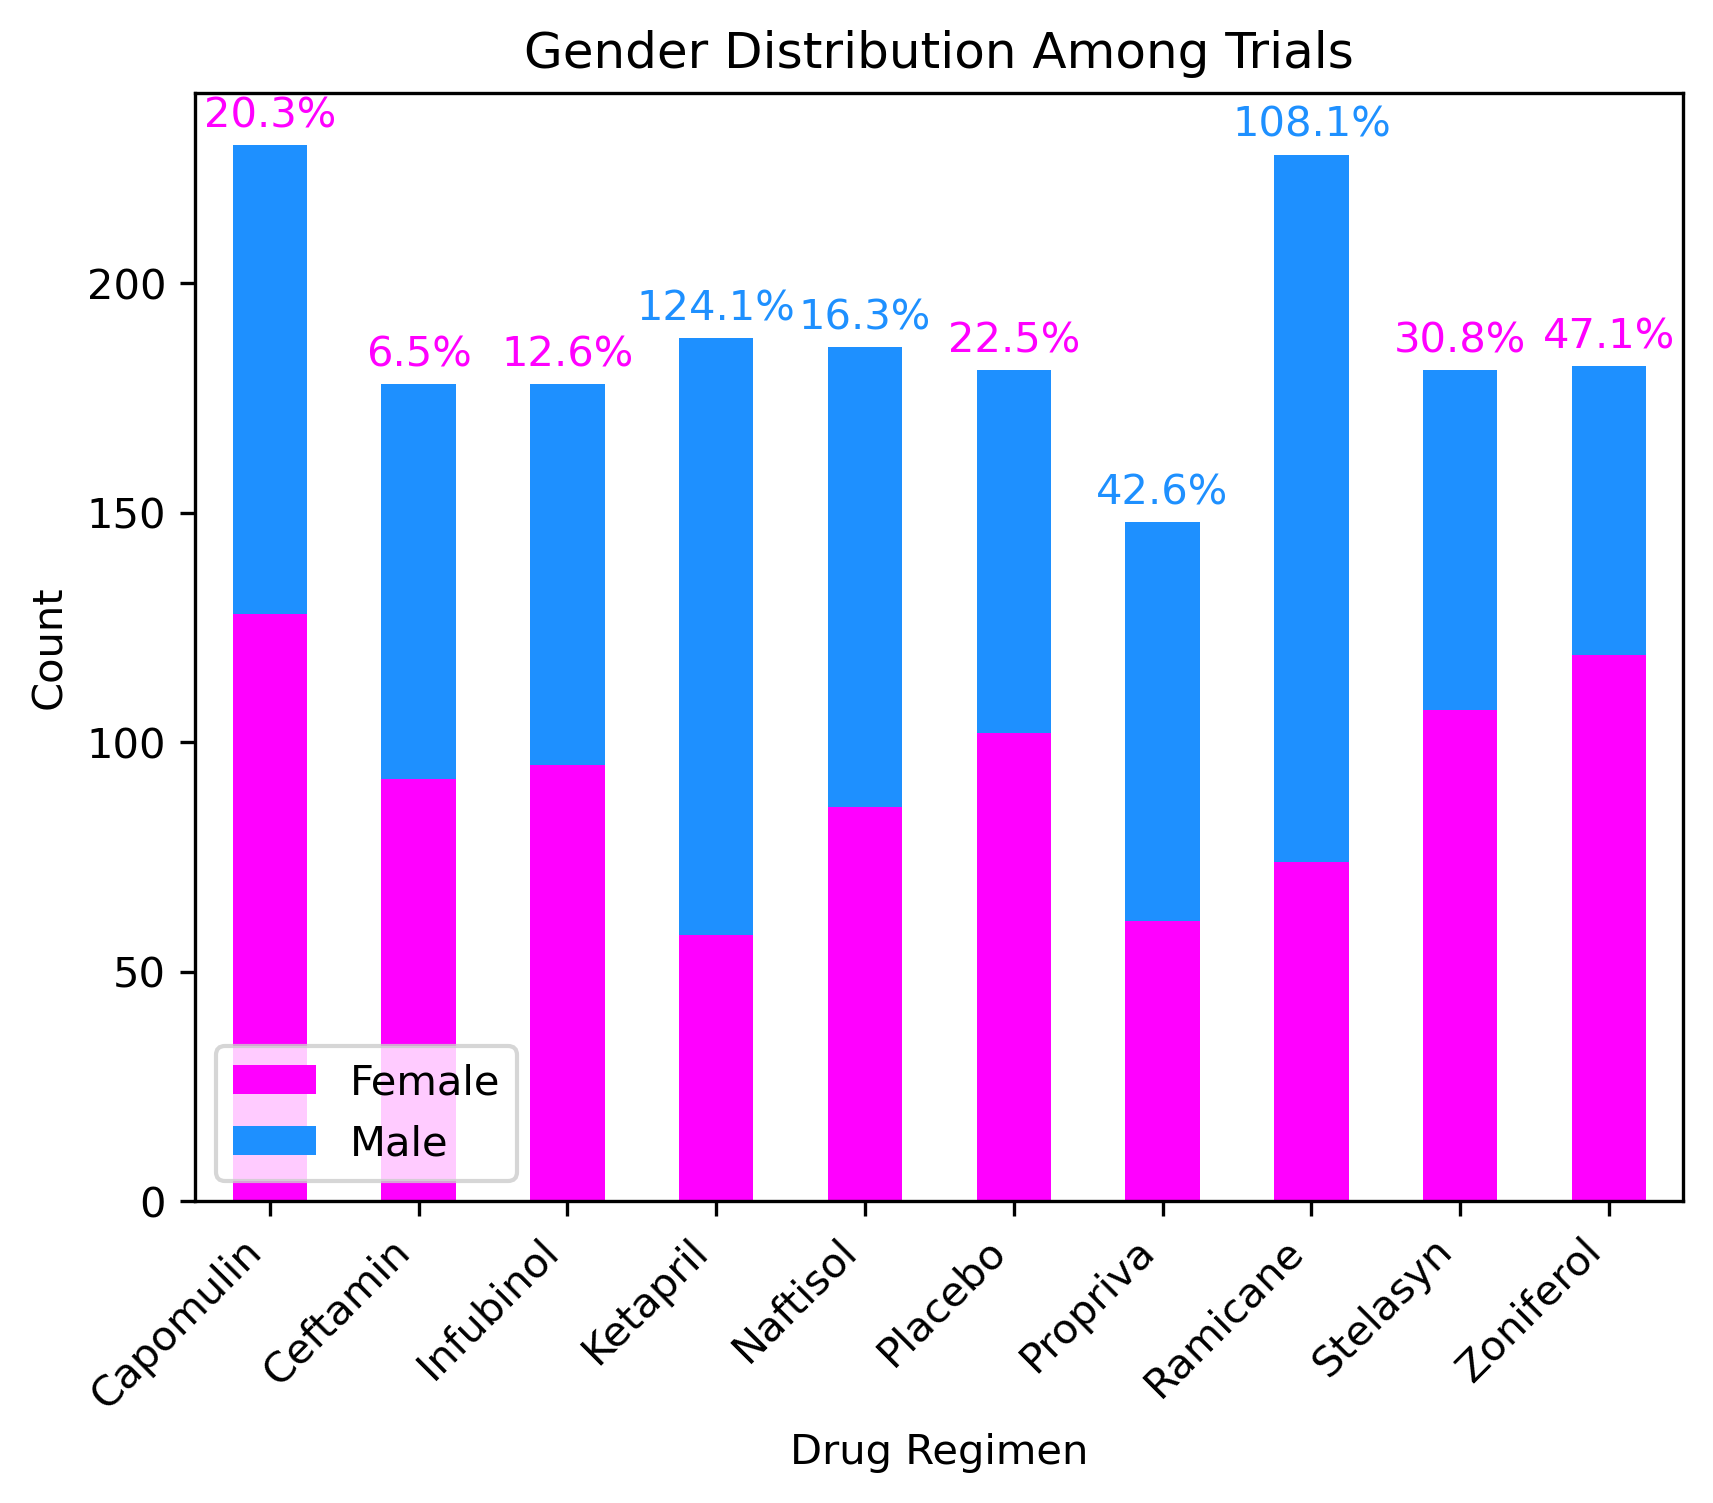 Gender Distribution Among Trials
20.3%
6.5%
12.6%
124.1%
16.3%
22.5%
42.6%
108.1%
30.8%
47.1%
Count
200
150
100
50
0
Female
Male
Capomulin
Ceftamin
Infubinol
Ketapril
Naftisol
Placebo
Propriva
Ramicane
Stelasyn
Zoniferol
Drug Regimen